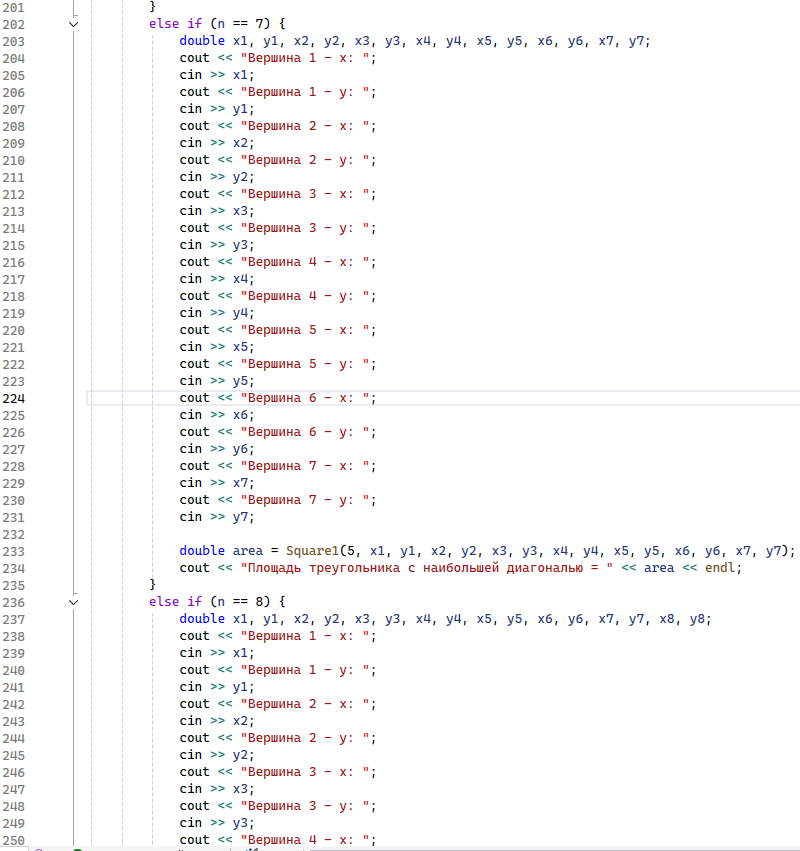 201 }
202 else if (n == 7) {
203 double x1, y1, x2, y2, x3, y3, x4, y4, x5, y5, x6, y6, x7, y7;
204 cout << "Вершина 1 - x: ";
205 cin >> x1;
206 cout << "Вершина 1 - y: ";
207 cin >> y1;
208 cout << "Вершина 2 - x: ";
209 cin >> x2;
210 cout << "Вершина 2 - y: ";
211 cin >> y2;
212 cout << "Вершина 3 - x: ";
213 cin >> x3;
214 cout << "Вершина 3 - y: ";
215 cin >> y3;
216 cout << "Вершина 4 - x: ";
217 cin >> x4;
218 cout << "Вершина 4 - y: ";
219 cin >> y4;
220 cout << "Вершина 5 - x: ";
221 cin >> x5;
222 cout << "Вершина 5 - y: ";
223 cin >> y5;
224 cout << "Вершина 6 - x: ";
225 cin >> x6;
226 cout << "Вершина 6 - y: ";
227 cin >> y6;
228 cout << "Вершина 7 - x: ";
229 cin >> x7;
230 cout << "Вершина 7 - y: ";
231 cin >> y7;
232
233 double area = Square1(5, x1, y1, x2, y2, x3, y3, x4, y4, x5, y5, x6, y6, x7, y7);
234 cout << "Площадь треугольника с наибольшей диагональю = " << area << endl;
235 }
236 else if (n == 8) {
237 double x1, y1, x2, y2, x3, y3, x4, y4, x5, y5, x6, y6, x7, y7, x8, y8;
238 cout << "Вершина 1 - x: ";
239 cin >> x1;
240 cout << "Вершина 1 - y: ";
241 cin >> y1;
242 cout << "Вершина 2 - x: ";
243 cin >> x2;
244 cout << "Вершина 2 - y: ";
245 cin >> y2;
246 cout << "Вершина 3 - x: ";
247 cin >> x3;
248 cout << "Вершина 3 - y: ";
249 cin >> y3;
250 cout << "Вершина 4 - x: ";